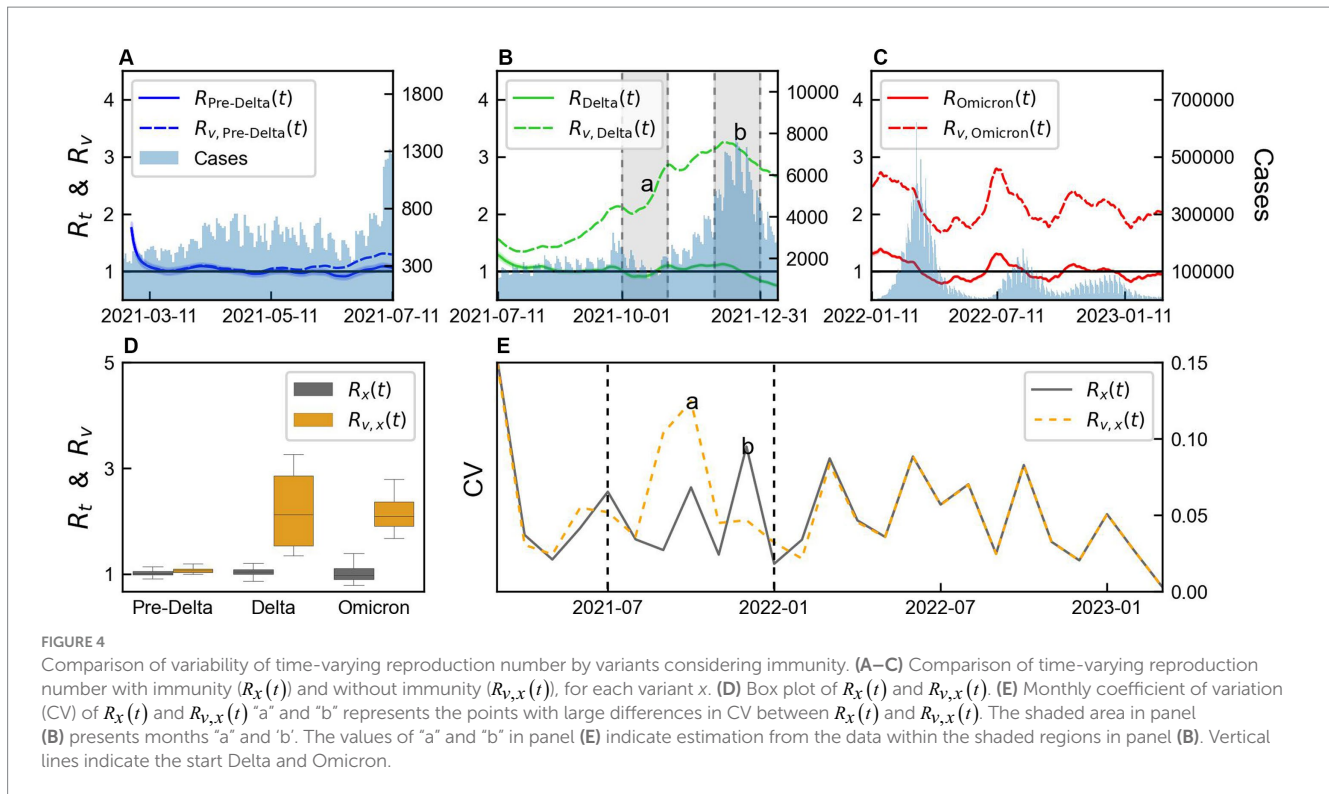 A
B
C
4
3
2
1
R_t & R_v
R_Pre-Delta(t)
R_v, Pre-Delta(t)
Cases
1800
1300
800
300
2021-03-11 2021-05-11 2021-07-11
4
3
2
1
R_Delta(t)
R_v, Delta(t)
a
b
10000
8000
6000
4000
2000
2021-07-11 2021-10-01 2021-12-31
4
3
2
1
R_Omicron(t)
R_v, Omicron(t)
700000
500000
300000
100000
Cases
2022-01-11 2022-07-11 2023-01-11
D
5
3
1
R_t & R_v
R_x(t)
R_v, x(t)
Pre-Delta Delta Omicron
E
CV
a
b
R_x(t)
R_v, x(t)
0.15
0.10
0.05
0.00
2021-07 2022-01 2022-07 2023-01
FIGURE 4
Comparison of variability of time-varying reproduction number by variants considering immunity. (A–C) Comparison of time-varying reproduction
number with immunity (R_x(t)) and without immunity (R_v,x(t)), for each variant x. (D) Box plot of R_x(t) and R_v,x(t). (E) Monthly coefficient of variation
(CV) of R_x(t) and R_v,x(t) “a” and “b” represents the points with large differences in CV between R_x(t) and R_v,x(t). The shaded area in panel
(B) presents months “a” and ‘b’. The values of “a” and “b” in panel (E) indicate estimation from the data within the shaded regions in panel (B). Vertical
lines indicate the start Delta and Omicron.